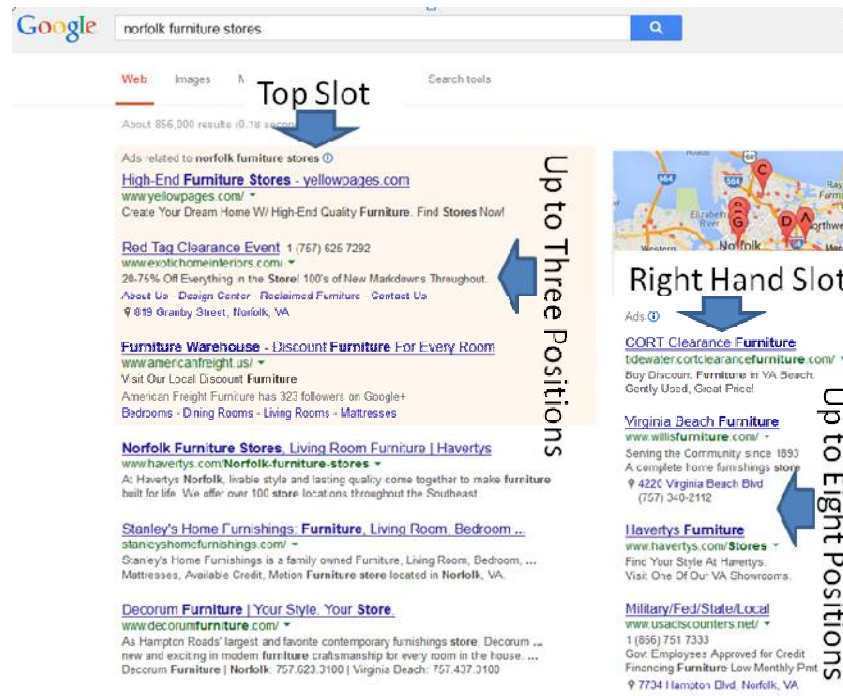 Google
norfolk furniture stores
Web Images Search tools
Top Slot
About 856,000 results (0.18
Ads related to norfolk furniture stores
High-End Furniture Stores - yellowpages.com
www.yellowpages.com/
Create Your Dream Home W/ High-End Quality Furniture. Find Stores Now!
Red Tag Clearance Event 1 (757) 626 7292
www.exotichomeinteriors.com/
20-75% Off Everything in the Store! 100's of New Markdowns Throughout.
About Us - Design Center - Reclaimed Furniture - Contact Us
819 Granby Street, Norfolk, VA
Furniture Warehouse - Discount Furniture For Every Room
www.americanfreight.us/
Visit Our Local Discount Furniture
American Freight Furniture has 323 followers on Google+
Bedrooms - Dining Rooms - Living Rooms - Mattresses
Up to Three Positions
Norfolk Furniture Stores, Living Room Furniture | Havertys
www.havertys.com/Norfolk-furniture-stores
At Havertys Norfolk, livable style and lasting quality come together to make furniture
built for life. We offer over 100 store locations throughout the Southeast
Stanley's Home Furnishings: Furniture, Living Room, Bedroom ...
stanleyshomefurnishings.com/
Stanley's Home Furnishings is a family owned Furniture, Living Room, Bedroom, ...
Mattresses, Available Credit, Motion Furniture store located in Norfolk, VA.
Decorum Furniture | Your Style. Your Store.
www.decorumfurniture.com/
As Hampton Roads' largest and favorite contemporary furnishings store. Decorum ...
new and exciting in modern furniture craftsmanship for every room in the house. ...
Decorum Furniture | Norfolk: 757.623.3100 | Virginia Beach: 757.437.3100
564
64
C
G
D
A
Elizabeth
River
Norfolk
Right Hand Slot
Ads
CORT Clearance Furniture
tidewater.cortclearancefurniture.com/
Buy Discount Furniture in VA Beach.
Gently Used, Great Price!
Virginia Beach Furniture
www.willisfurniture.com/
Serving the Community since 1893
A complete home furnishings store
4220 Virginia Beach Blvd
(757) 340-2112
Havertys Furniture
www.havertys.com/Stores
Find Your Style At Havertys.
Visit One Of Our VA Showrooms.
Military/Fed/State/Local
www.usadiscounters.net/
1 (866) 751 7333
Gov. Employees Approved for Credit
Financing Furniture Low Monthly Pmt
7734 Hampton Blvd, Norfolk, VA
Up to Eight Positions